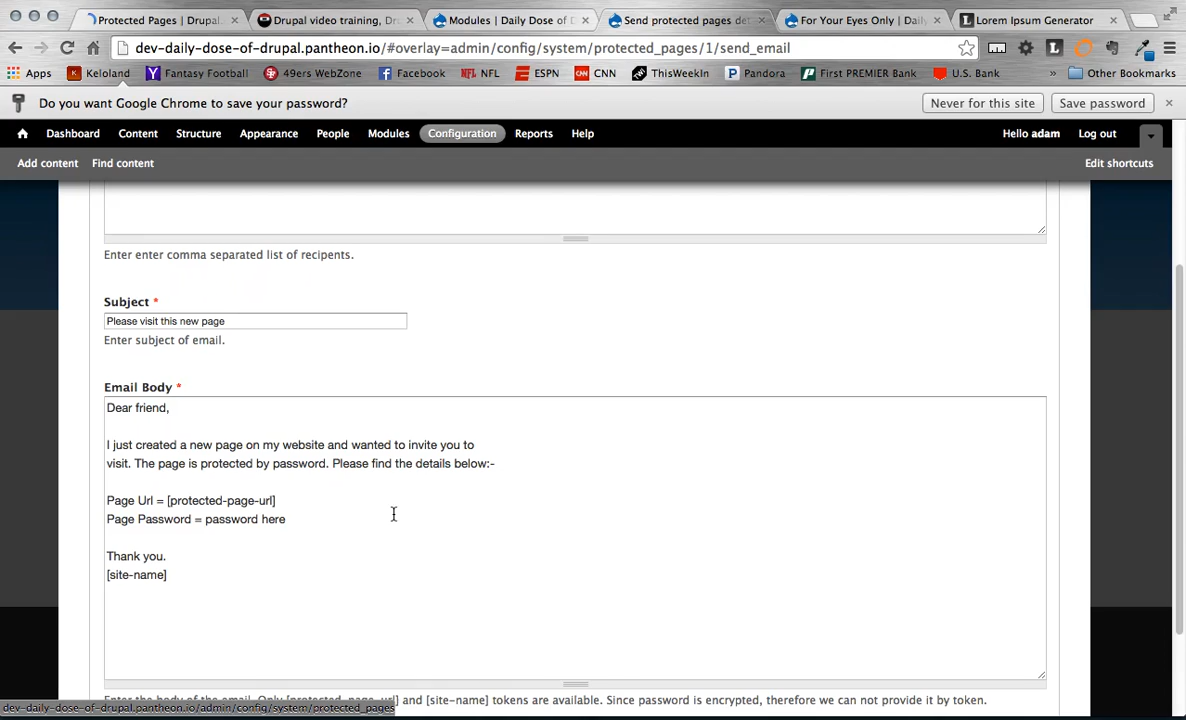 Protected Pages | Drupal.
Drupal video training, Dr
Modules | Daily Dose of D
Send protected pages det
For Your Eyes Only | Daily
Lorem Ipsum Generator
dev-daily-dose-of-drupal.pantheon.io/#overlay=admin/config/system/protected_pages/1/send_email
Apps
Keloland
Fantasy Football
49ers WebZone
Facebook
NFL
ESPN
CNN
ThisWeekIn
Pandora
First PREMIER Bank
U.S. Bank
»
Other Bookmarks
Do you want Google Chrome to save your password?
Never for this site
Save password
Dashboard
Content
Structure
Appearance
People
Modules
Configuration
Reports
Help
Hello adam
Log out
Add content
Find content
Edit shortcuts
Enter enter comma separated list of recipents.
Subject *
Please visit this new page
Enter subject of email.
Email Body *
Dear friend,
I just created a new page on my website and wanted to invite you to
visit. The page is protected by password. Please find the details below:-
Page Url = [protected-page-url]
Page Password = password here
Thank you.
[site-name]
Enter the body of the email. Only [protected-page-url] and [site-name] tokens are available. Since password is encrypted, therefore we can not provide it by token.
dev-daily-dose-of-drupal.pantheon.io/admin/config/system/protected_pages